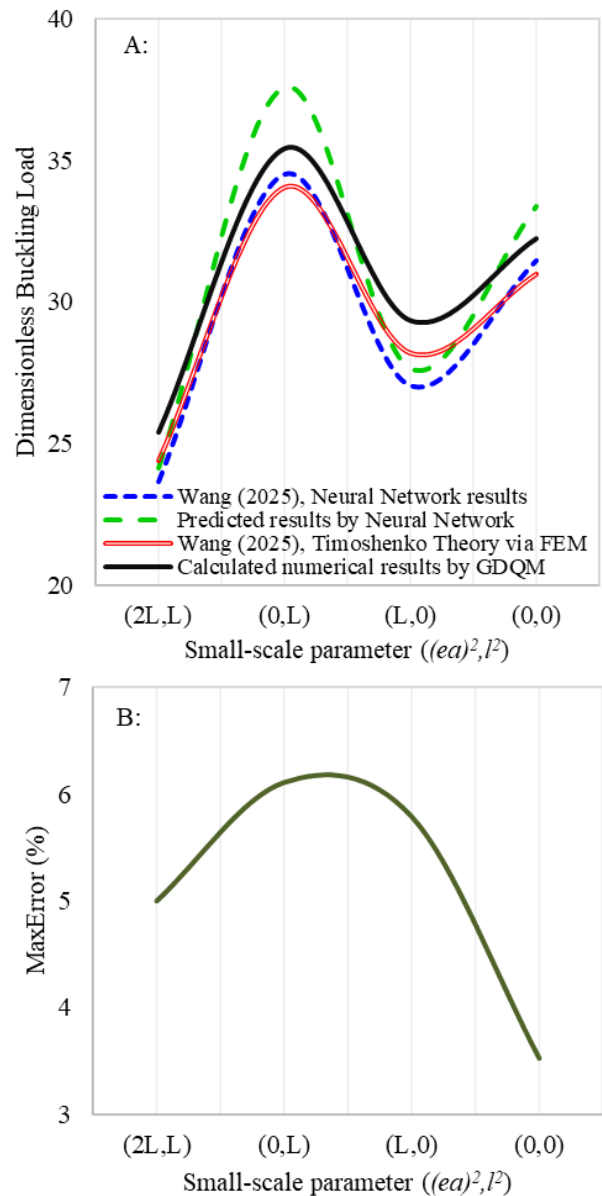 A:
40
35
30
25
20
Dimensionless Buckling Load
Wang (2025), Neural Network results
Predicted results by Neural Network
Wang (2025), Timoshenko Theory via FEM
Calculated numerical results by GDQM
(2L,L) (0,L) (L,0) (0,0)
Small-scale parameter ((ea)²,l²)
B:
7
6
5
4
3
MaxError (%)
(2L,L) (0,L) (L,0) (0,0)
Small-scale parameter ((ea)²,l²)